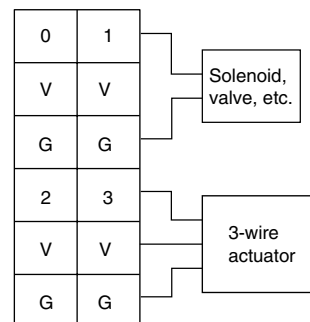 0 1
V V
G G
2 3
V V
G G
Solenoid,
valve, etc.
3-wire
actuator